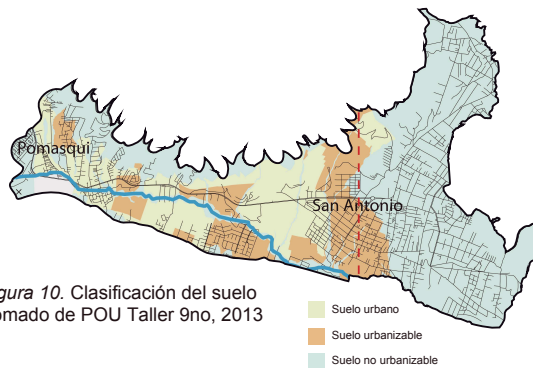 Pomasqui
San Antonio
gura 10. Clasificación del suelo
omado de POU Taller 9no, 2013
Suelo urbano
Suelo urbanizable
Suelo no urbanizable